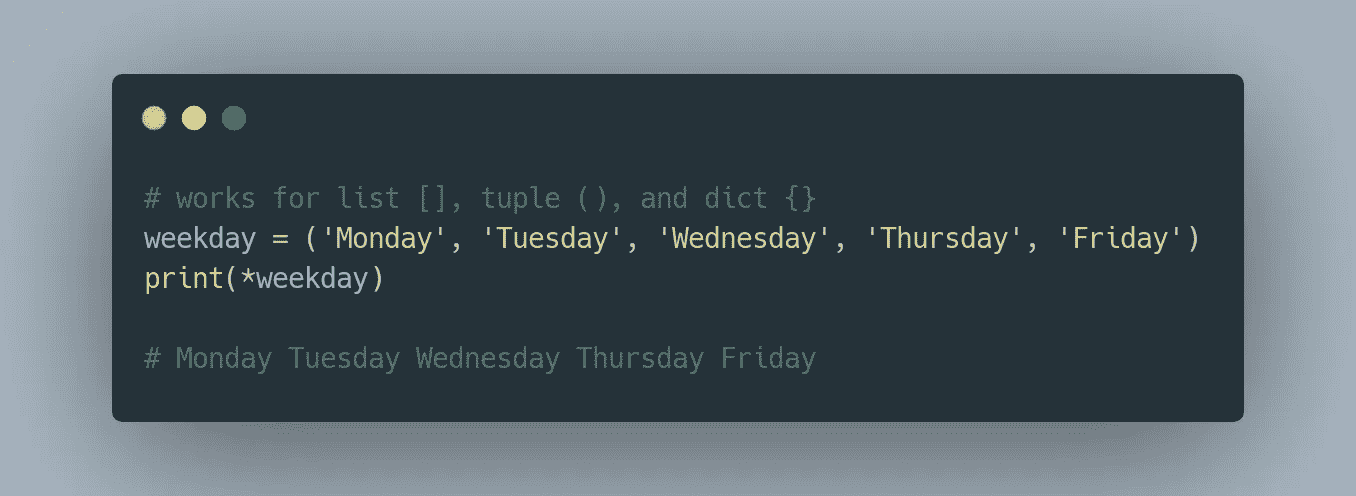 # works for list [], tuple (), and dict {}
weekday = ('Monday', 'Tuesday', 'Wednesday', 'Thursday', 'Friday')
print(*weekday)
# Monday Tuesday Wednesday Thursday Friday